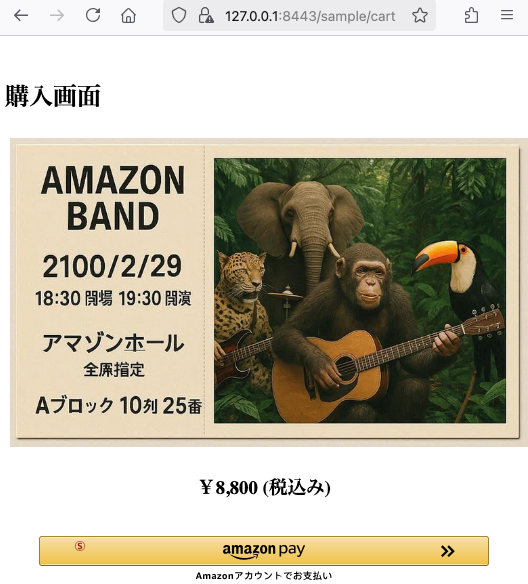 127.0.0.1:8443/sample/cart
購入画面
AMAZON
BAND
2100/2/29
18:30 開場 19:30 開演
アマゾンホール
全席指定
Aブロック 10列 25番
￥8,800 (税込み)
S
amazon pay
Amazonアカウントでお支払い